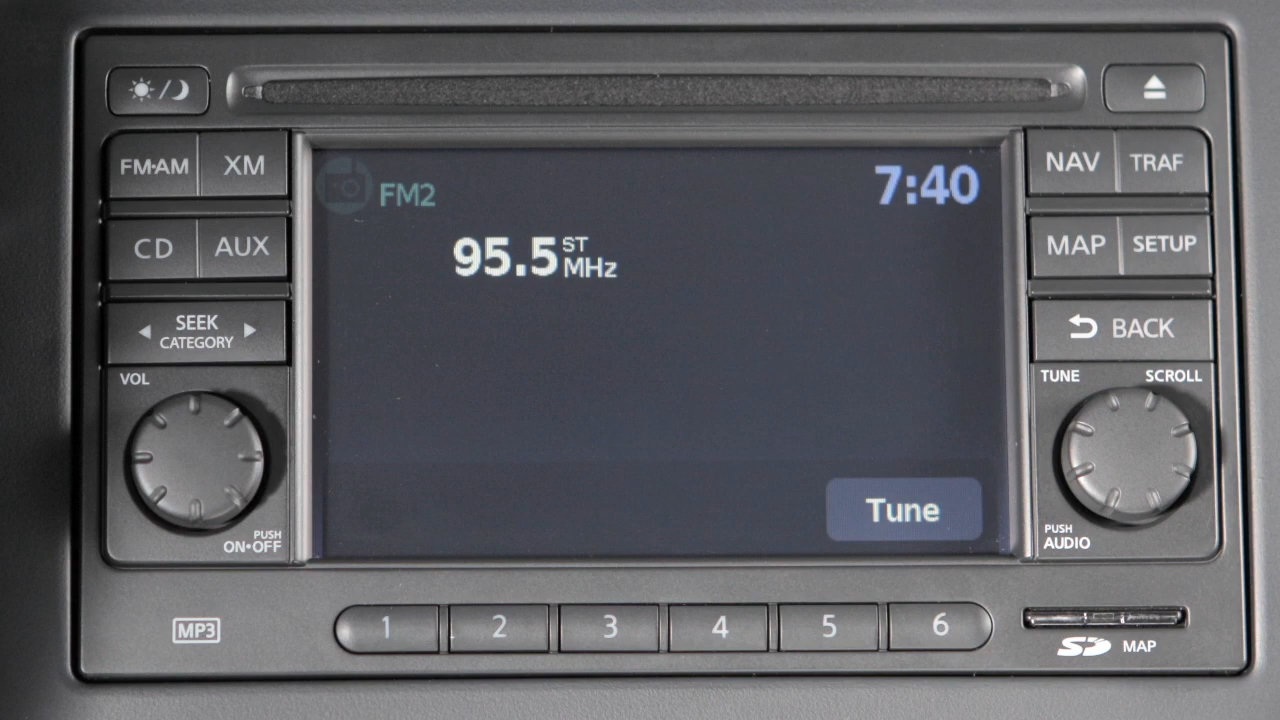 FM•AM XM
CD AUX
SEEK
CATEGORY
VOL
PUSH
ON•OFF
FM2
7:40
95.5 ST MHz
Tune
NAV TRAF
MAP SETUP
BACK
TUNE SCROLL
PUSH
AUDIO
MP3
1 2 3 4 5 6
SD MAP